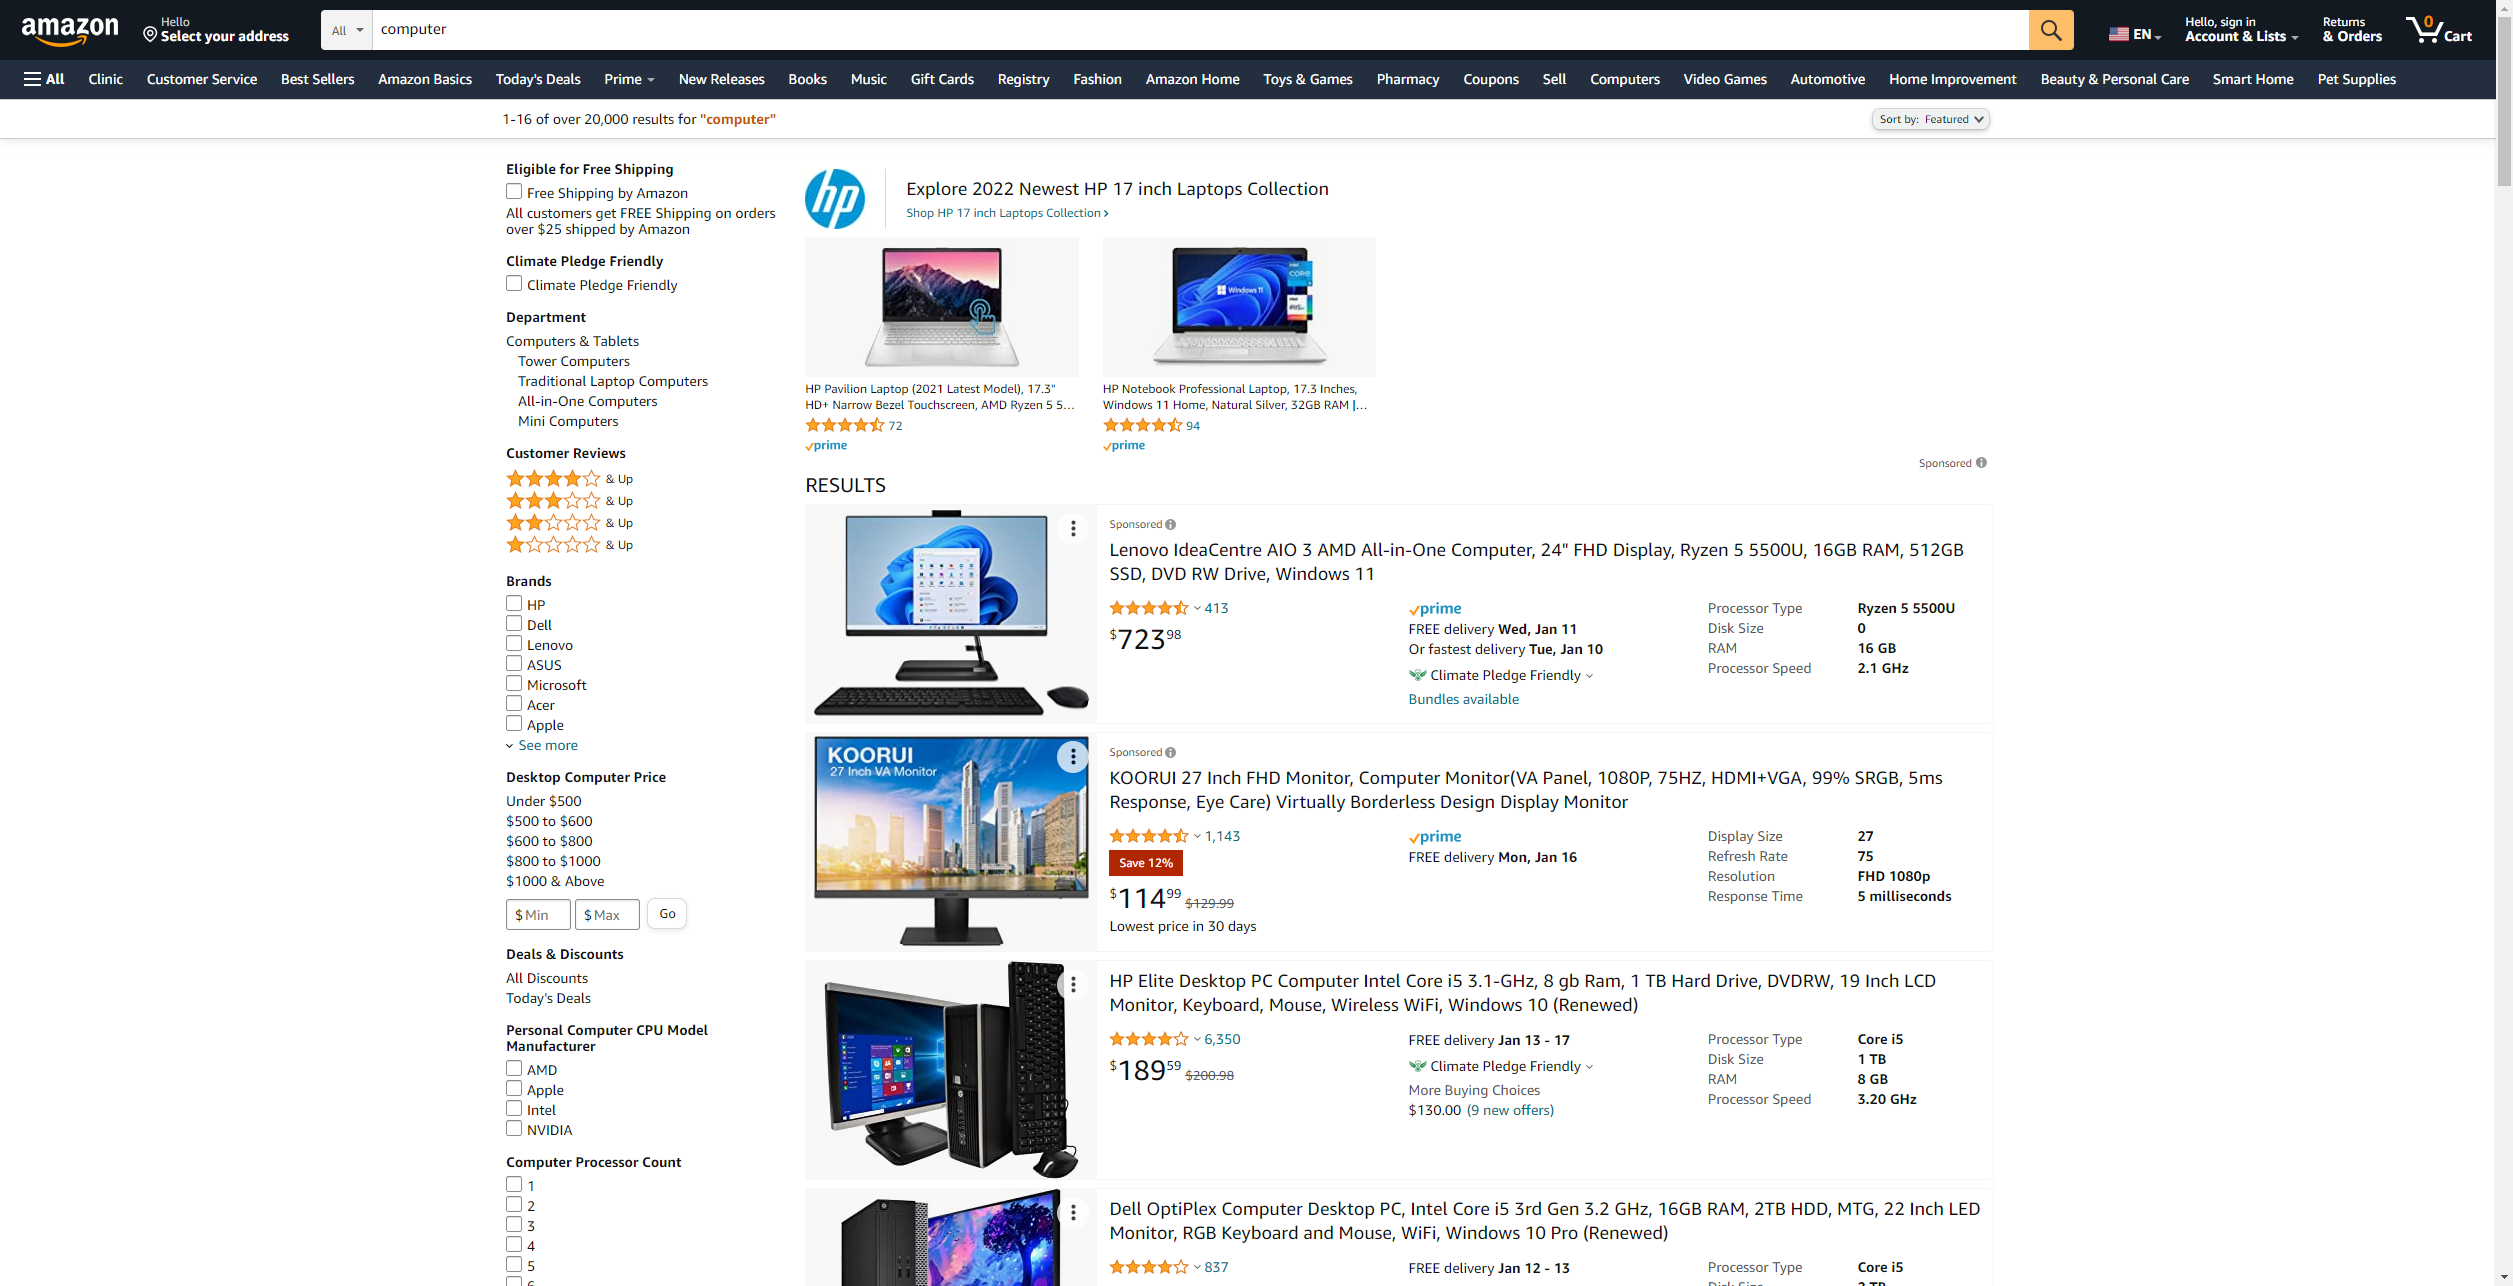 amazon
Hello
Select your address
All
computer
EN
Hello, sign in
Account & Lists
Returns
& Orders
0
Cart
All
Clinic
Customer Service
Best Sellers
Amazon Basics
Today's Deals
Prime
New Releases
Books
Music
Gift Cards
Registry
Fashion
Amazon Home
Toys & Games
Pharmacy
Coupons
Sell
Computers
Video Games
Automotive
Home Improvement
Beauty & Personal Care
Smart Home
Pet Supplies
1-16 of over 20,000 results for "computer"
Sort by: Featured
Eligible for Free Shipping
Free Shipping by Amazon
All customers get FREE Shipping on orders
over $25 shipped by Amazon
Climate Pledge Friendly
Climate Pledge Friendly
Department
Computers & Tablets
Tower Computers
Traditional Laptop Computers
All-in-One Computers
Mini Computers
Customer Reviews
& Up
& Up
& Up
& Up
Brands
HP
Dell
Lenovo
ASUS
Microsoft
Acer
Apple
See more
Desktop Computer Price
Under $500
$500 to $600
$600 to $800
$800 to $1000
$1000 & Above
$ Min
$ Max
Go
Deals & Discounts
All Discounts
Today's Deals
Personal Computer CPU Model
Manufacturer
AMD
Apple
Intel
NVIDIA
Computer Processor Count
1
2
3
4
5
6
hp
Explore 2022 Newest HP 17 inch Laptops Collection
Shop HP 17 inch Laptops Collection ›
Windows 11
intel
CORE
HP Pavilion Laptop (2021 Latest Model), 17.3"
HD+ Narrow Bezel Touchscreen, AMD Ryzen 5 5...
72
prime
HP Notebook Professional Laptop, 17.3 Inches,
Windows 11 Home, Natural Silver, 32GB RAM |...
94
prime
Sponsored
RESULTS
Sponsored
Lenovo IdeaCentre AIO 3 AMD All-in-One Computer, 24" FHD Display, Ryzen 5 5500U, 16GB RAM, 512GB
SSD, DVD RW Drive, Windows 11
413
$723 98
prime
FREE delivery Wed, Jan 11
Or fastest delivery Tue, Jan 10
Climate Pledge Friendly
Bundles available
Processor Type Ryzen 5 5500U
Disk Size 0
RAM 16 GB
Processor Speed 2.1 GHz
KOORUI
27 Inch VA Monitor
Sponsored
KOORUI 27 Inch FHD Monitor, Computer Monitor(VA Panel, 1080P, 75HZ, HDMI+VGA, 99% SRGB, 5ms
Response, Eye Care) Virtually Borderless Design Display Monitor
1,143
Save 12%
$114 99 $129.99
Lowest price in 30 days
prime
FREE delivery Mon, Jan 16
Display Size 27
Refresh Rate 75
Resolution FHD 1080p
Response Time 5 milliseconds
HP Elite Desktop PC Computer Intel Core i5 3.1-GHz, 8 gb Ram, 1 TB Hard Drive, DVDRW, 19 Inch LCD
Monitor, Keyboard, Mouse, Wireless WiFi, Windows 10 (Renewed)
6,350
$189 59 $200.98
FREE delivery Jan 13 - 17
Climate Pledge Friendly
More Buying Choices
$130.00 (9 new offers)
Processor Type Core i5
Disk Size 1 TB
RAM 8 GB
Processor Speed 3.20 GHz
Dell OptiPlex Computer Desktop PC, Intel Core i5 3rd Gen 3.2 GHz, 16GB RAM, 2TB HDD, MTG, 22 Inch LED
Monitor, RGB Keyboard and Mouse, WiFi, Windows 10 Pro (Renewed)
837
FREE delivery Jan 12 - 13
Processor Type Core i5
Disk Size 2 TB